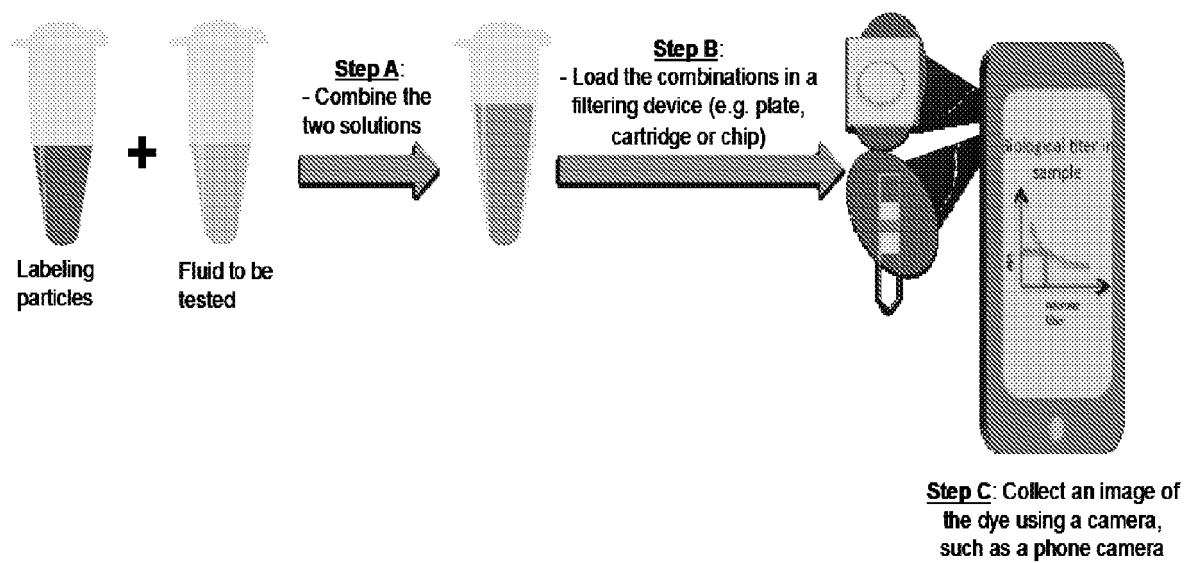 Labeling
particles
+
Fluid to be
tested
Step A:
- Combine the
two solutions
Step B:
- Load the combinations in a
filtering device (e.g. plate,
cartridge or chip)
titer
sample
Step C: Collect an image of
the dye using a camera,
such as a phone camera